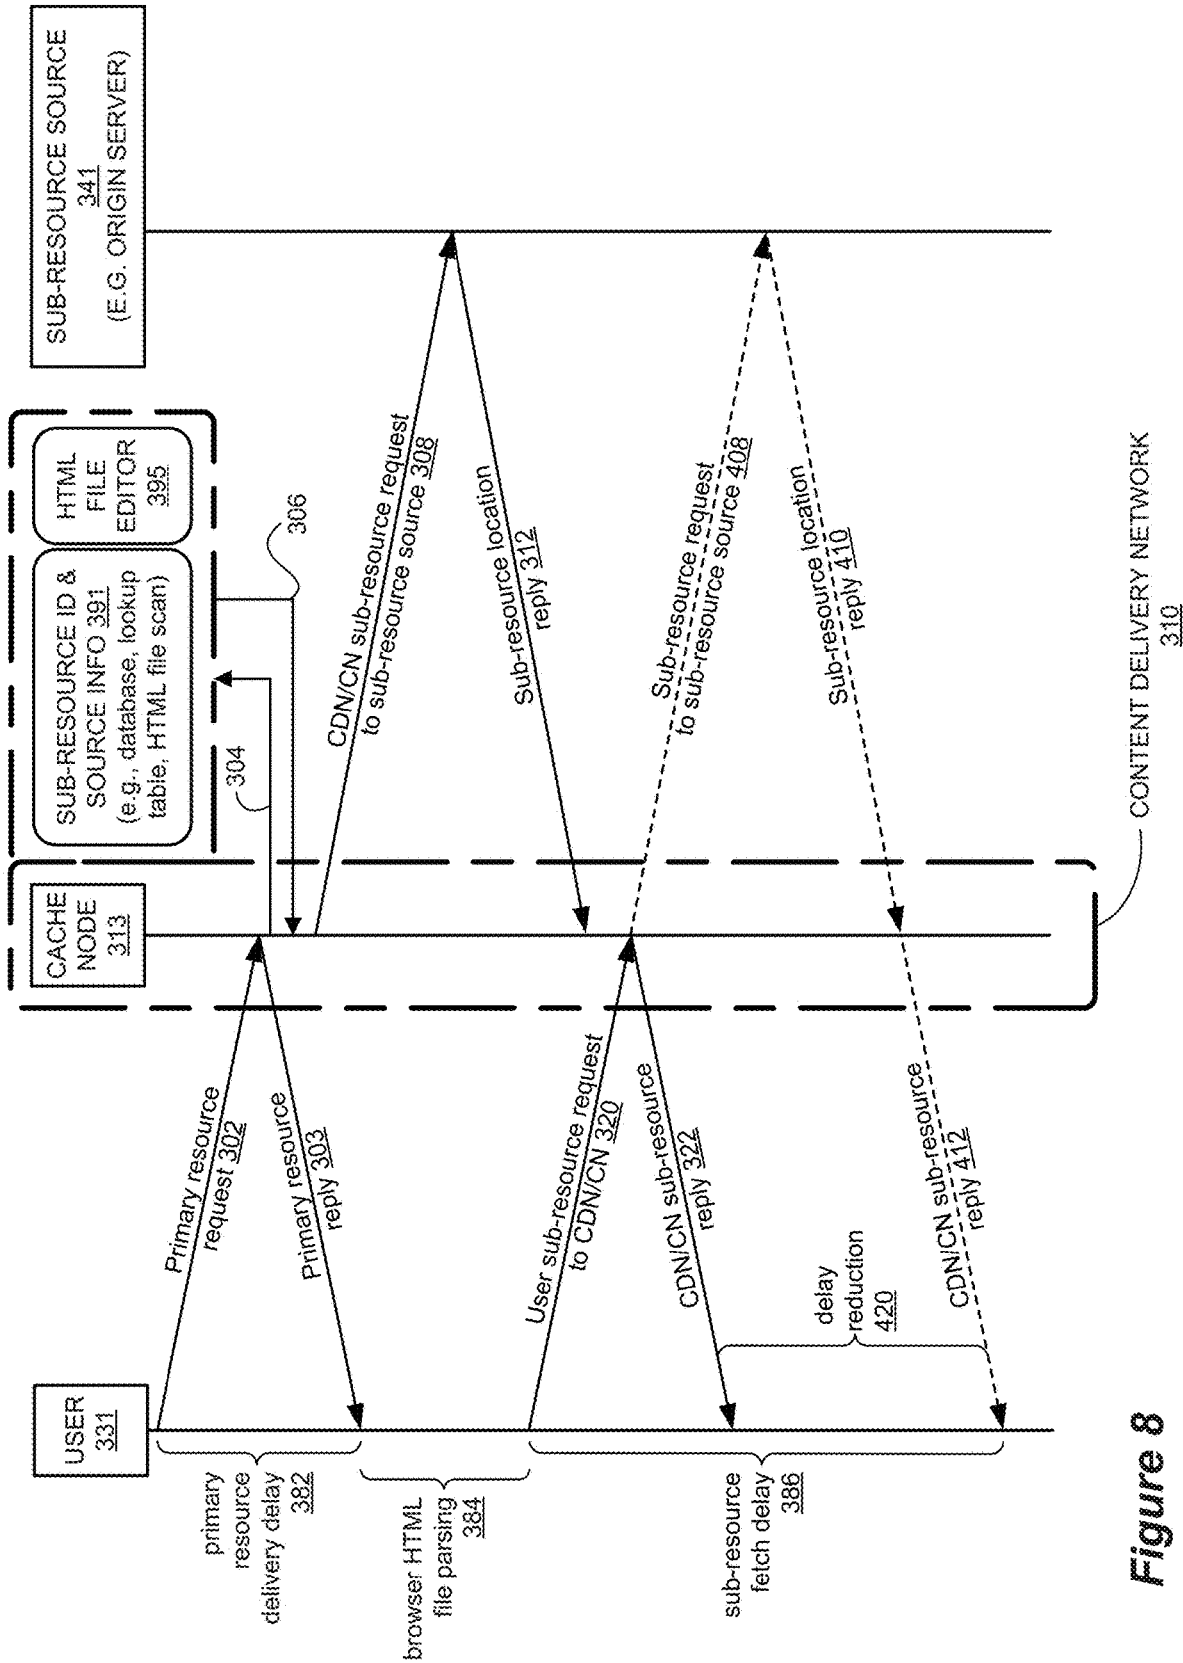 USER
331
CACHE
NODE
313
SUB-RESOURCE ID &
SOURCE INFO 391
(e.g., database, lookup
table, HTML file scan)
HTML
FILE
EDITOR
395
SUB-RESOURCE SOURCE
341
(E.G. ORIGIN SERVER)
304
306
primary
resource
delivery delay
382
Primary resource
request 302
Primary resource
reply 303
CDN/CN sub-resource request
to sub-resource source 308
Sub-resource location
reply 312
browser HTML
file parsing
384
User sub-resource request
to CDN/CN 320
CDN/CN sub-resource
reply 322
Sub-resource request
to sub-resource source 408
Sub-resource location
reply 410
sub-resource
fetch delay
386
delay
reduction
420
CDN/CN sub-resource
reply 412
CONTENT DELIVERY NETWORK
310
Figure 8